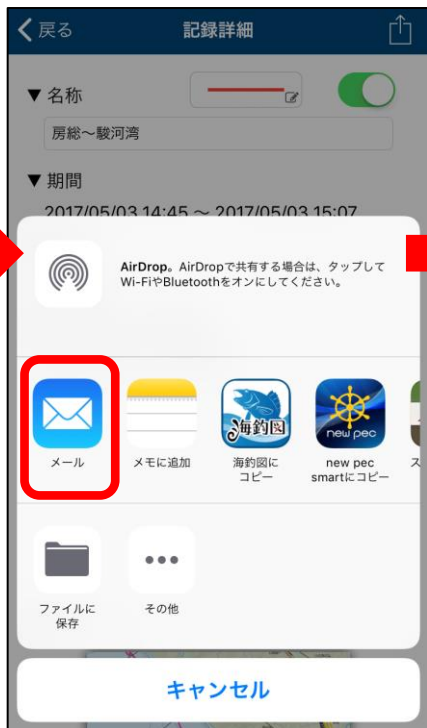 戻る
記録詳細
▼ 名称
房総～駿河湾
▼ 期間
2017/05/03 14:45 ～ 2017/05/03 15:07
AirDrop。AirDropで共有する場合は、タップして
Wi-FiやBluetoothをオンにしてください。
海釣図
new pec
メール
メモに追加
海釣図に
コピー
new pec
smartにコピー
ス
ファイルに
保存
その他
キャンセル